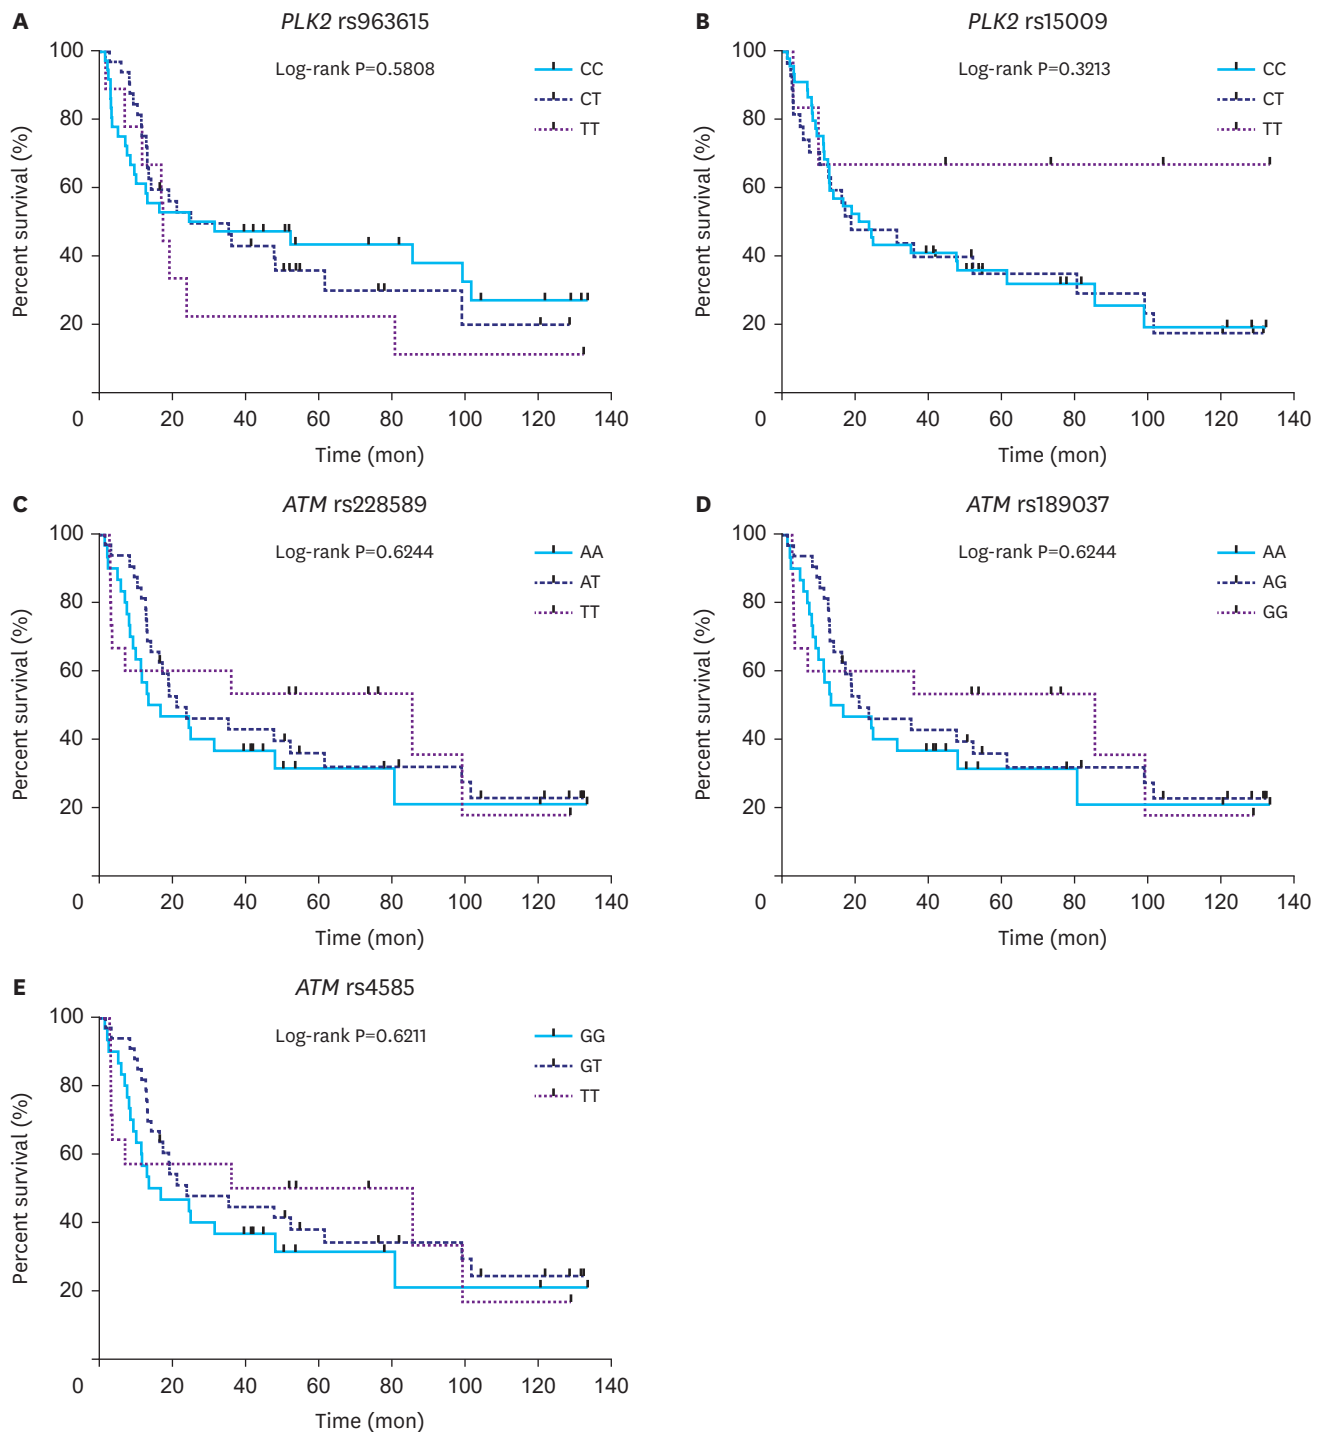 A
PLK2 rs963615
Log-rank P=0.5808
CC
CT
TT
Percent survival (%)
100
80
60
40
20
0
20
40
60
80
100
120
140
Time (mon)
B
PLK2 rs15009
Log-rank P=0.3213
CC
CT
TT
Percent survival (%)
100
80
60
40
20
0
20
40
60
80
100
120
140
Time (mon)
C
ATM rs228589
Log-rank P=0.6244
AA
AT
TT
Percent survival (%)
100
80
60
40
20
0
20
40
60
80
100
120
140
Time (mon)
D
ATM rs189037
Log-rank P=0.6244
AA
AG
GG
Percent survival (%)
100
80
60
40
20
0
20
40
60
80
100
120
140
Time (mon)
E
ATM rs4585
Log-rank P=0.6211
GG
GT
TT
Percent survival (%)
100
80
60
40
20
0
20
40
60
80
100
120
140
Time (mon)